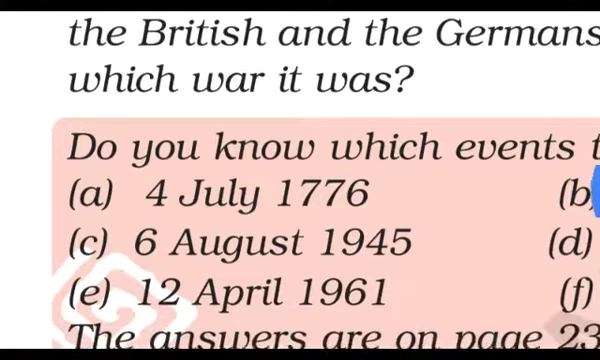 the British and the Germans
which war it was?
Do you know which events t
(a) 4 July 1776 (b)
(c) 6 August 1945 (d)
(e) 12 April 1961 (f)
The answers are on page 23